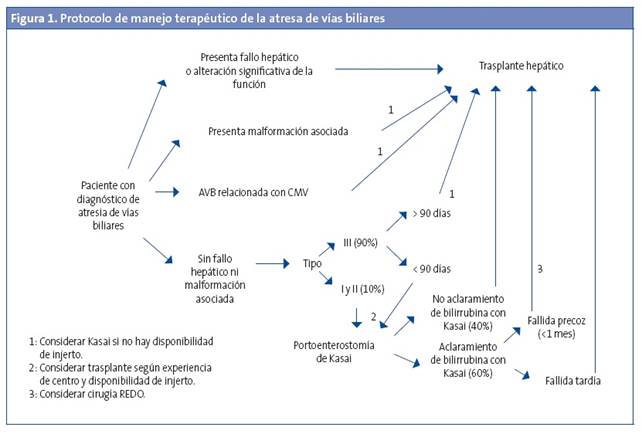 Figura 1. Protocolo de manejo terapéutico de la atresa de vías biliares
Presenta fallo hepático
o alteración significativa de la
función
Trasplante hepático
1
Presenta malformación asociada
1
Paciente con
diagnóstico de
atresia de vías
biliares
AVB relacionada con CMV
1
> 90 días
Sin fallo
hepático ni
malformación
asociada
Tipo
III (90%)
< 90 días
3
I y II (10%)
2
No aclaramiento
de bilirrubina con
Kasai (40%)
Fallida precoz
(<1 mes)
Portoenterostomía
de Kasai
Aclaramiento
de bilirrubina con
Kasai (60%)
Fallida tardía
1: Considerar Kasai si no hay disponibilidad
de injerto.
2: Considerar trasplante según experiencia
de centro y disponibilidad de injerto.
3: Considerar cirugía REDO.